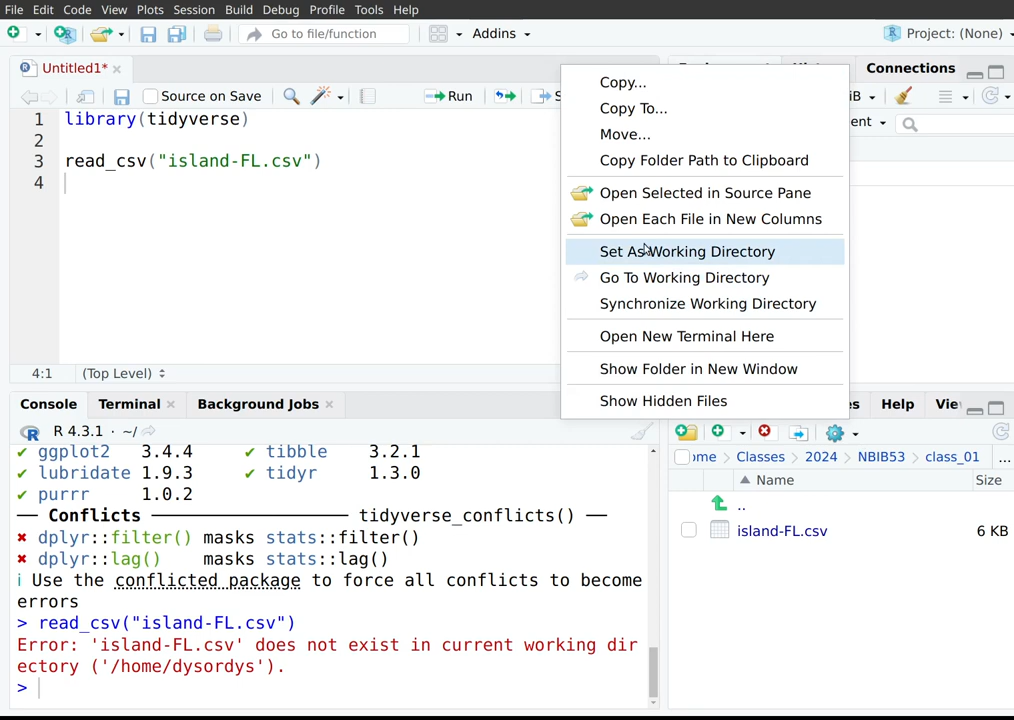 File Edit Code View Plots Session Build Debug Profile Tools Help
Go to file/function Addins Project: (None)
Untitled1*
Source on Save Run S
1 library(tidyverse)
2
3 read_csv("island-FL.csv")
4
4:1 (Top Level)
Copy...
Copy To...
Move...
Copy Folder Path to Clipboard
Open Selected in Source Pane
Open Each File in New Columns
Set As Working Directory
Go To Working Directory
Synchronize Working Directory
Open New Terminal Here
Show Folder in New Window
Show Hidden Files
Connections
iB
ent
Console Terminal Background Jobs
R 4.3.1 · ~/
✔ ggplot2 3.4.4 ✔ tibble 3.2.1
✔ lubridate 1.9.3 ✔ tidyr 1.3.0
✔ purrr 1.0.2
── Conflicts ────────── tidyverse_conflicts() ──
✖ dplyr::filter() masks stats::filter()
✖ dplyr::lag() masks stats::lag()
i Use the conflicted package to force all conflicts to become
errors
> read_csv("island-FL.csv")
Error: 'island-FL.csv' does not exist in current working dir
ectory ('/home/dysordys').
>
es Help Vie
ome Classes 2024 NBIB53 class_01 ...
Name Size
..
island-FL.csv 6 KB